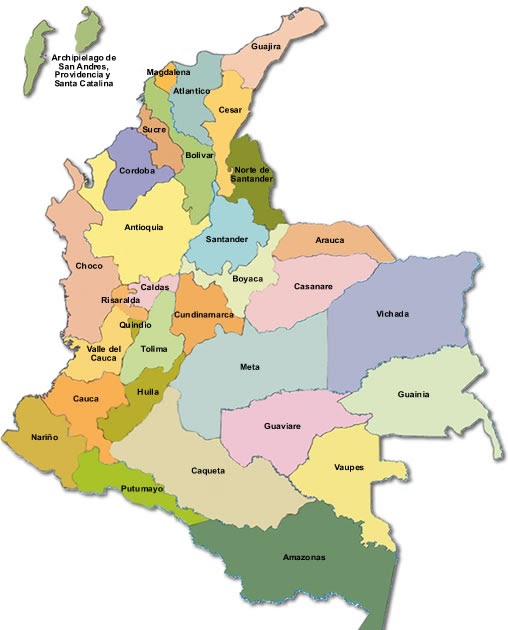 Guajira
Archipielago de
San Andres,
Providencia y
Santa Catalina
Magdalena
Atlantico
Cesar
Sucre
Bolivar
Cordoba
Norte de
Santander
Antioquia
Santander
Arauca
Choco
Boyaca
Caldas
Casanare
Risaralda
Cundinamarca
Vichada
Quindio
Valle del
Cauca
Tolima
Meta
Huila
Guainia
Cauca
Guaviare
Nariño
Caqueta
Vaupes
Putumayo
Amazonas